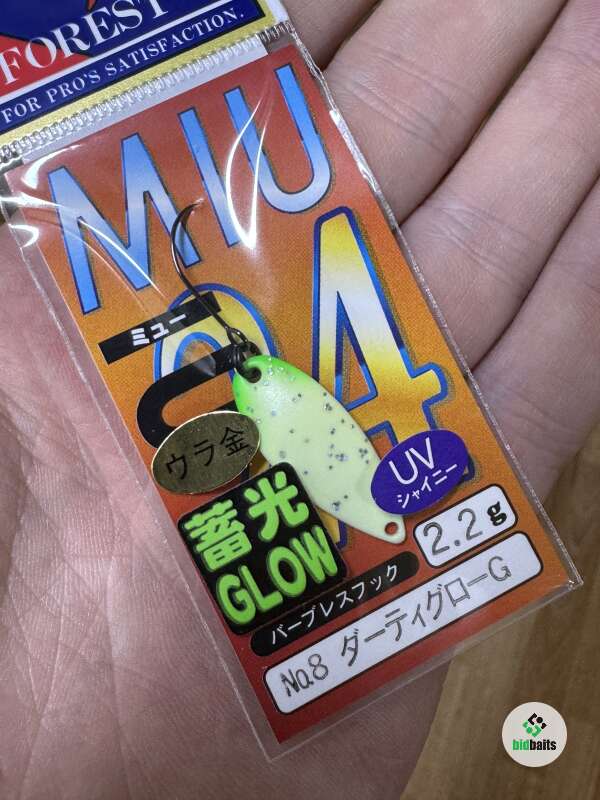 FOREST
FOR PRO'S SATISFACTION.
MIU
ミュー
24
ウラ金
UV
シャイニー
蓄光
GLOW
2.2g
バーブレスフック
No.8 ダーティグローG
bidbaits